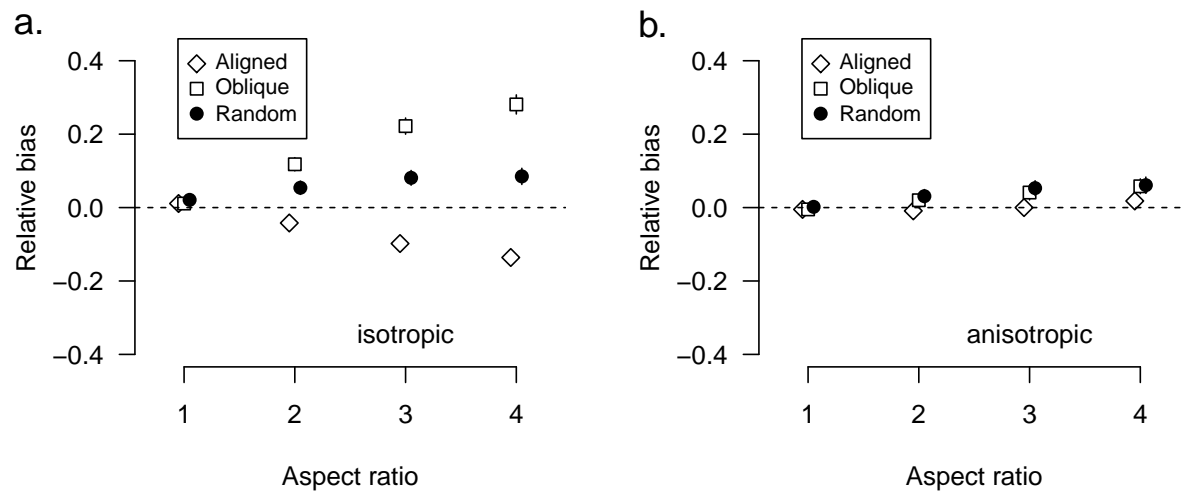 a.
Aligned
Oblique
Random
0.4
0.2
0.0
−0.2
−0.4
Relative bias
isotropic
1 2 3 4
Aspect ratio
b.
Aligned
Oblique
Random
0.4
0.2
0.0
−0.2
−0.4
Relative bias
anisotropic
1 2 3 4
Aspect ratio